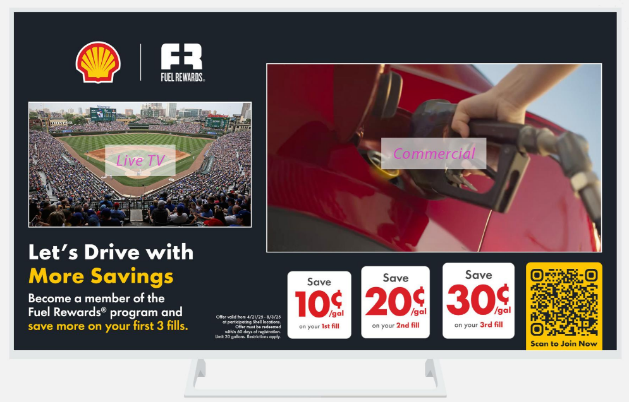 FUEL REWARDS®
Live TV
Commercial
Let's Drive with
More Savings
Become a member of the
Fuel Rewards® program and
save more on your first 3 fills.
Offer valid from 4/21/25 - 8/3/25
at participating Shell locations.
Offer must be redeemed
within 60 days of registration.
Limit 20 gallons. Restrictions apply.
Save
10¢
/gal
on your 1st fill
Save
20¢
/gal
on your 2nd fill
Save
30¢
/gal
on your 3rd fill
Scan to Join Now